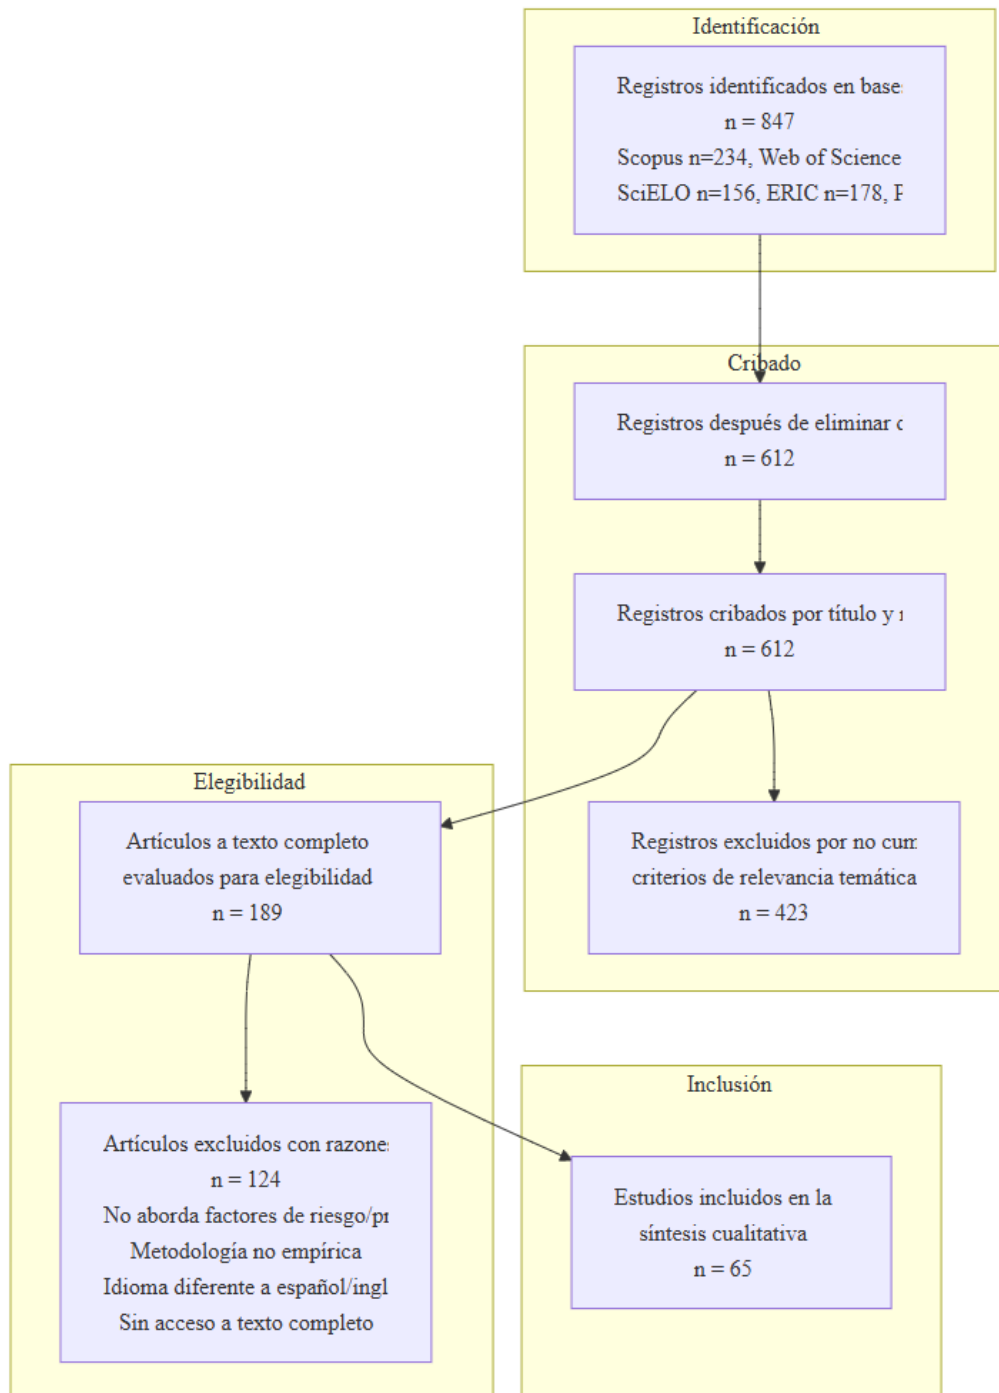 Identificación
Registros identificados en base
n = 847
Scopus n=234, Web of Science
SciELO n=156, ERIC n=178,
Cribado
Registros después de eliminar
n = 612
Registros cribados por título y
n = 612
Elegibilidad
Artículos a texto completo
evaluados para elegibilidad
n = 189
Registros excluidos por no
criterios de relevancia temática
n = 423
Artículos excluidos con razones
n = 124
No aborda factores de riesgo/
Metodología no empírica
Idioma diferente a español/ingl
Sin acceso a texto completo
Inclusión
Estudios incluidos en la
síntesis cualitativa
n = 65